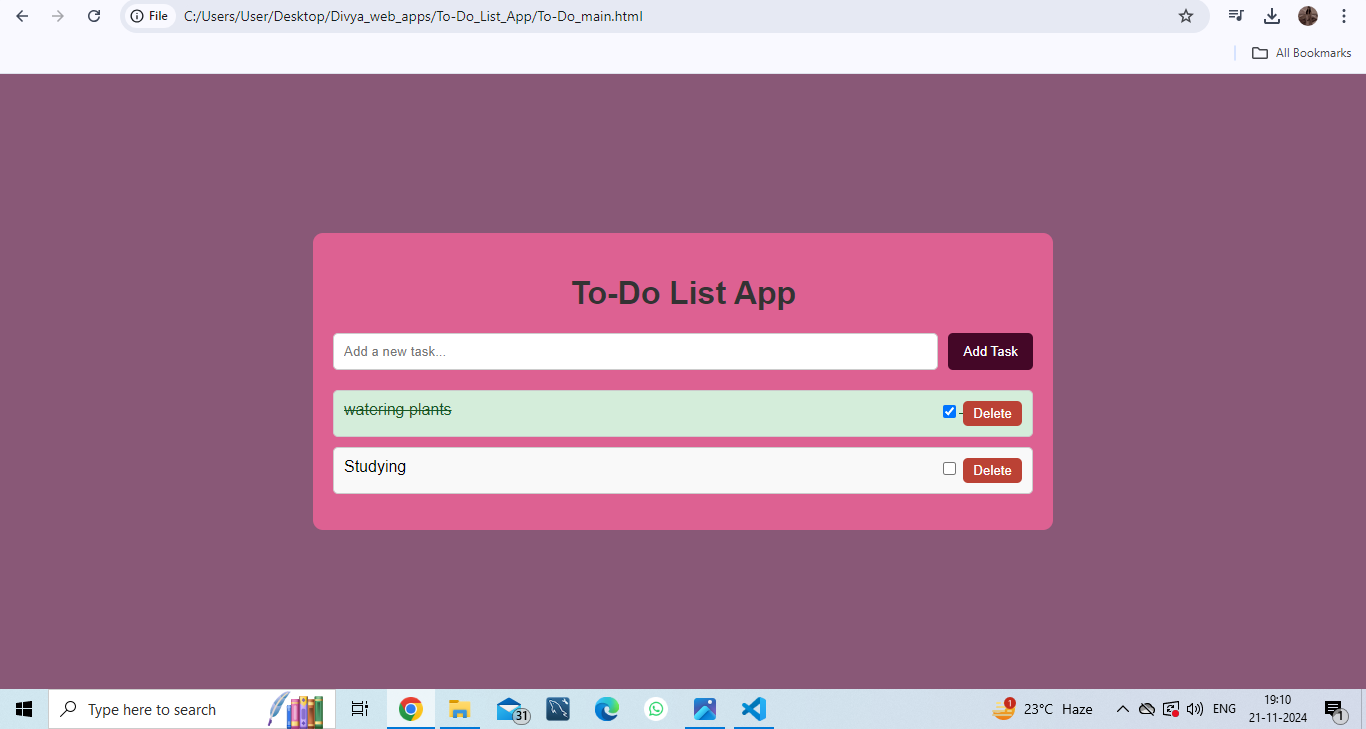 File C:/Users/User/Desktop/Divya_web_apps/To-Do_List_App/To-Do_main.html
All Bookmarks
To-Do List App
Add a new task...
Add Task
watering plants
Delete
Studying
Delete
Type here to search
31
1
23°C Haze
ENG
19:10
21-11-2024
1